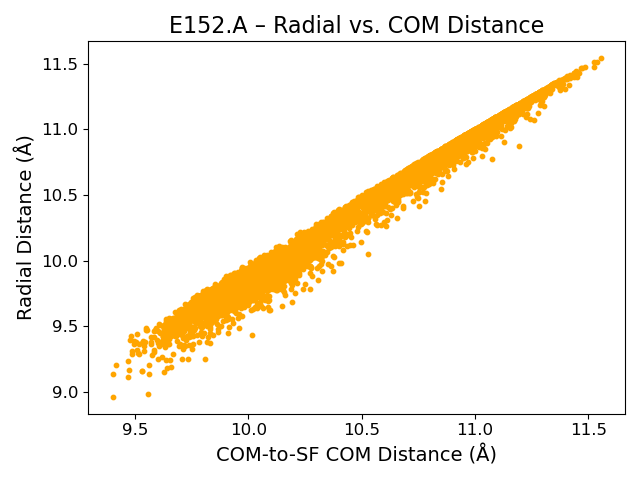 E152.A – Radial vs. COM Distance
Radial Distance (Å)
11.5
11.0
10.5
10.0
9.5
9.0
9.5 10.0 10.5 11.0 11.5
COM-to-SF COM Distance (Å)